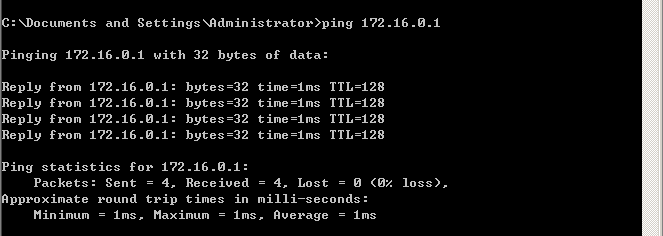 C:\Documents and Settings\Administrator>ping 172.16.0.1
Pinging 172.16.0.1 with 32 bytes of data:
Reply from 172.16.0.1: bytes=32 time=1ms TTL=128
Reply from 172.16.0.1: bytes=32 time=1ms TTL=128
Reply from 172.16.0.1: bytes=32 time=1ms TTL=128
Reply from 172.16.0.1: bytes=32 time=1ms TTL=128
Ping statistics for 172.16.0.1:
    Packets: Sent = 4, Received = 4, Lost = 0 (0% loss),
Approximate round trip times in milli-seconds:
    Minimum = 1ms, Maximum = 1ms, Average = 1ms